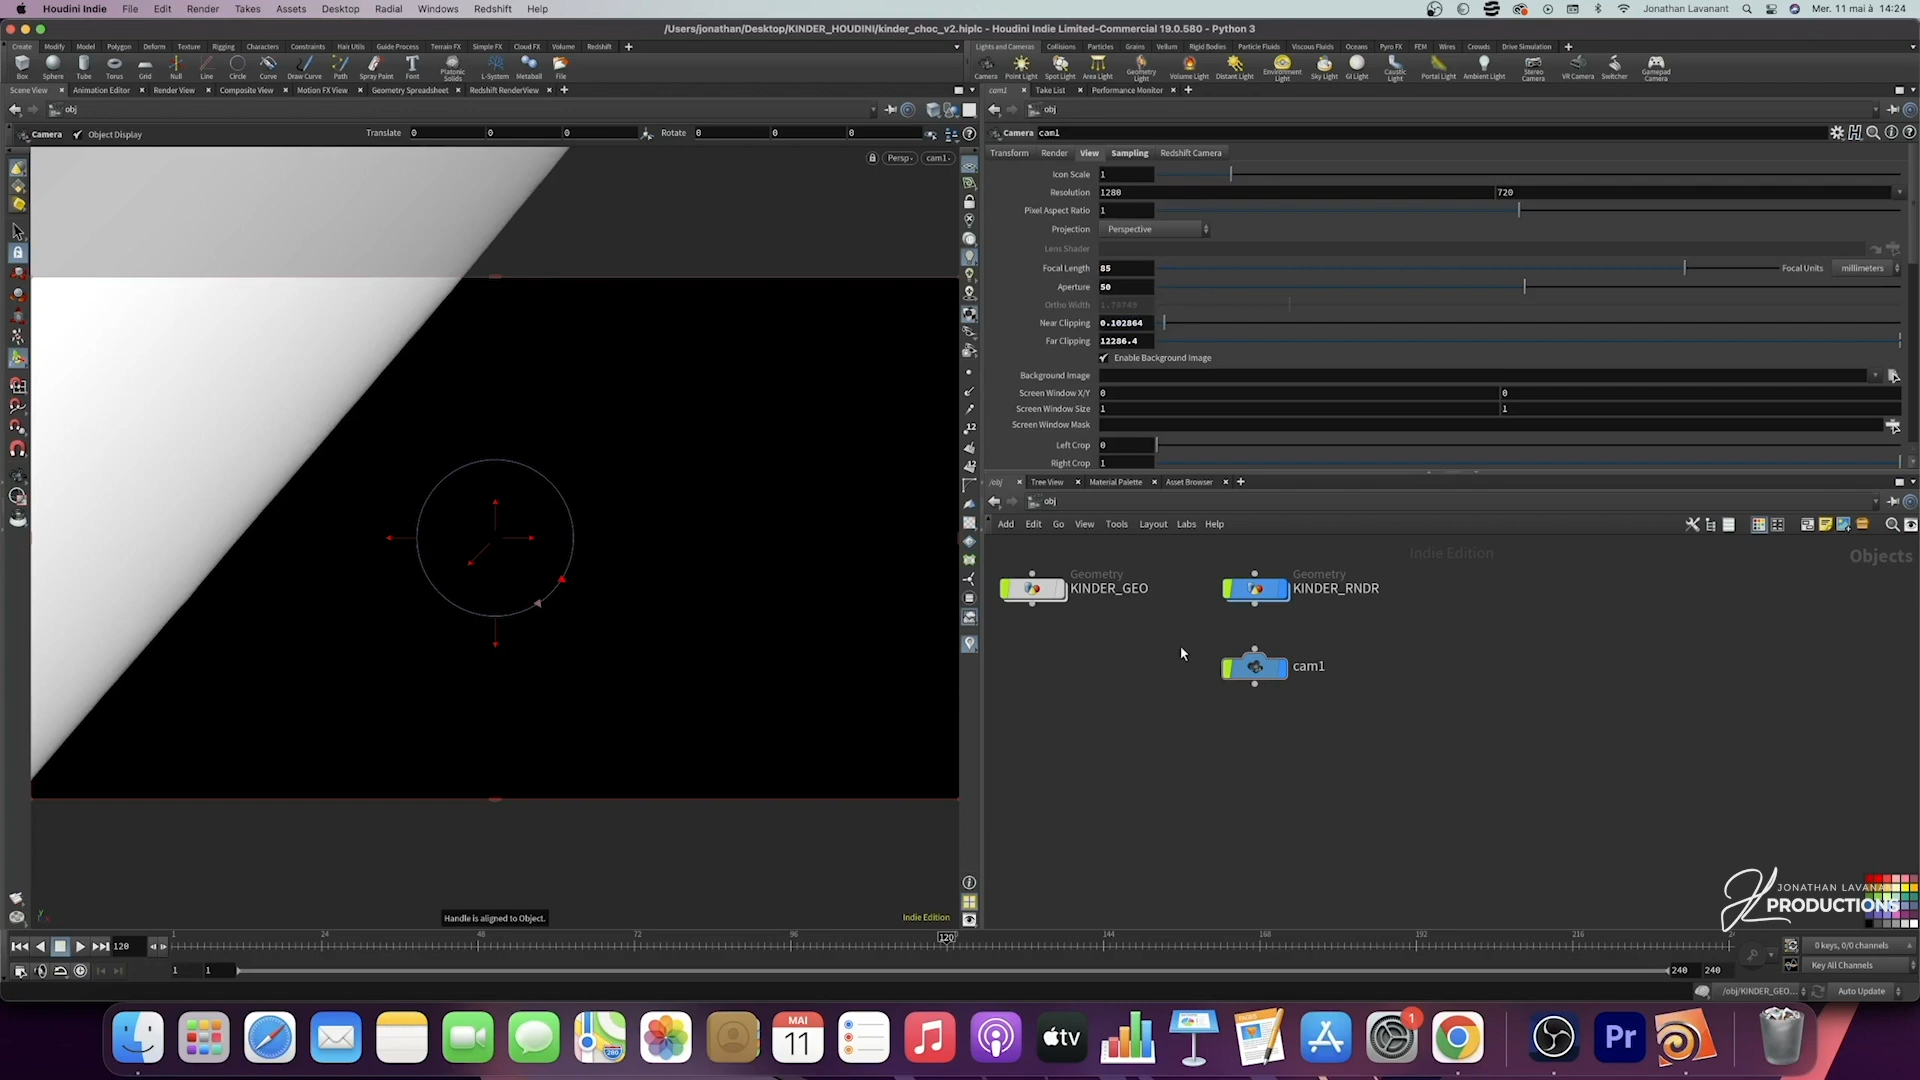 Houdini Indie File Edit Render Takes Assets Desktop Radial Windows Redshift Help Jonathan Lavanant Mer. 11 mai à 14:24
/Users/jonathan/Desktop/KINDER_HOUDINI/kinder_choc_v2.hiplc - Houdini Indie Limited-Commercial 19.0.580 - Python 3
Create Modify Model Polygon Deform Texture Rigging Characters Constraints Hair Utils Guide Process Terrain FX Simple FX Cloud FX Volume Redshift
Box Sphere Tube Torus Grid Null Line Circle Curve Draw Curve Path Spray Paint Font Platonic Solids L-System Metaball File
Lights and Cameras Collisions Particles Grains Vellum Rigid Bodies Particle Fluids Viscous Fluids Oceans Pyro FX FEM Wires Crowds Drive Simulation
Camera Point Light Spot Light Area Light Geometry Light Volume Light Distant Light Environment Light Sky Light GI Light Caustic Light Portal Light Ambient Light Stereo Camera VR Camera Switcher Gamepad Camera
Scene View Animation Editor Render View Composite View Motion FX View Geometry Spreadsheet Redshift RenderView
obj
Camera Object Display Translate 0 0 0 Rotate 0 0 0
Persp cam1
Handle is aligned to Object.
Indie Edition
cam1 Take List Performance Monitor
obj
Camera cam1
Transform Render View Sampling Redshift Camera
Icon Scale 1
Resolution 1280 720
Pixel Aspect Ratio 1
Projection Perspective
Lens Shader
Focal Length 85 Focal Units millimeters
Aperture 50
Ortho Width 1.78749
Near Clipping 0.102864
Far Clipping 12286.4
Enable Background Image
Background Image
Screen Window X/Y 0 0
Screen Window Size 1 1
Screen Window Mask
Left Crop 0
Right Crop 1
/obj Tree View Material Palette Asset Browser
obj
Add Edit Go View Tools Layout Labs Help
Indie Edition Objects
Geometry
KINDER_GEO
Geometry
KINDER_RNDR
cam1
JONATHAN LAVANA
PRODUCTIONS
120 1 24 48 72 96 120 144 168 192 216
0 keys, 0/0 channels
1 1 240 240 Key All Channels
/obj/KINDER_GEO... Auto Update
MAI
11
280
tv
PAGES
1
Pr